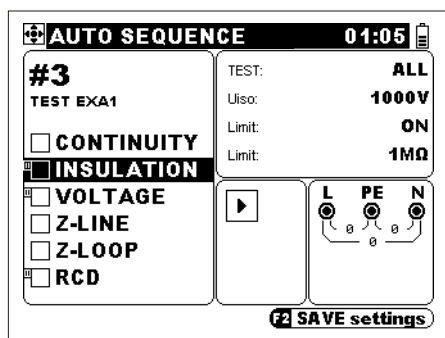 AUTO SEQUENCE 01:05
#3
TEST EXA1
CONTINUITY
INSULATION
VOLTAGE
Z-LINE
Z-LOOP
RCD
TEST: ALL
Uiso: 1000V
Limit: ON
Limit: 1MΩ
L PE N
0 0
0
F2 SAVE settings